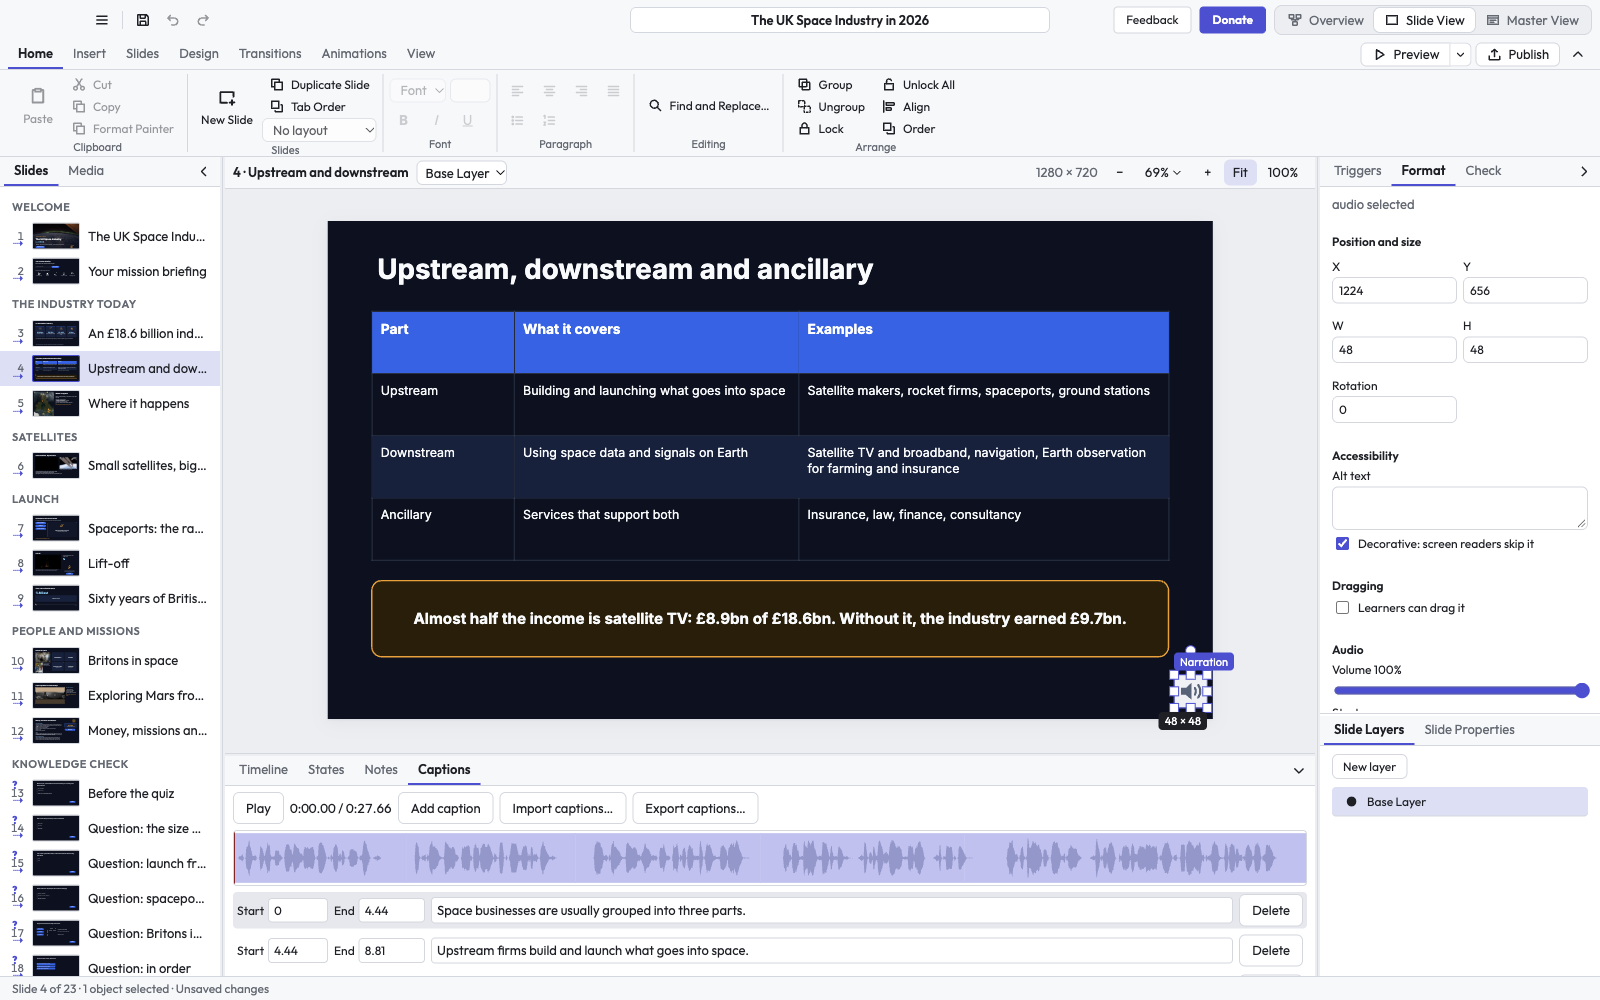 The UK Space Industry in 2026
Feedback
Donate
Overview
Slide View
Master View
Home
Insert
Slides
Design
Transitions
Animations
View
Preview
Publish
Paste
Cut
Copy
Format Painter
Clipboard
New Slide
Duplicate Slide
Tab Order
No layout
Slides
Font
B I U
Font
Paragraph
Find and Replace...
Editing
Group
Ungroup
Lock
Unlock All
Align
Order
Arrange
Slides
Media
WELCOME
1 The UK Space Indu...
2 Your mission briefing
THE INDUSTRY TODAY
3 An £18.6 billion ind...
4 Upstream and dow...
5 Where it happens
SATELLITES
6 Small satellites, big...
LAUNCH
7 Spaceports: the ra...
8 Lift-off
9 Sixty years of Britis...
PEOPLE AND MISSIONS
10 Britons in space
11 Exploring Mars fro...
12 Money, missions an...
KNOWLEDGE CHECK
? 13 Before the quiz
? 14 Question: the size ...
? 15 Question: launch fr...
? 16 Question: spacepo...
? 17 Question: Britons i...
? 18 Question: in order
4 · Upstream and downstream
Base Layer
1280 × 720
− 69% +
Fit
100%
Upstream, downstream and ancillary
Part
What it covers
Examples
Upstream
Building and launching what goes into space
Satellite makers, rocket firms, spaceports, ground stations
Downstream
Using space data and signals on Earth
Satellite TV and broadband, navigation, Earth observation
for farming and insurance
Ancillary
Services that support both
Insurance, law, finance, consultancy
Almost half the income is satellite TV: £8.9bn of £18.6bn. Without it, the industry earned £9.7bn.
Narration
48 × 48
Timeline
States
Notes
Captions
Play
0:00.00 / 0:27.66
Add caption
Import captions...
Export captions...
Start 0 End 4.44 Space businesses are usually grouped into three parts. Delete
Start 4.44 End 8.81 Upstream firms build and launch what goes into space. Delete
Triggers
Format
Check
audio selected
Position and size
X
Y
1224
656
W
H
48
48
Rotation
0
Accessibility
Alt text
Decorative: screen readers skip it
Dragging
Learners can drag it
Audio
Volume 100%
Slide Layers
Slide Properties
New layer
Base Layer
Slide 4 of 23 · 1 object selected · Unsaved changes